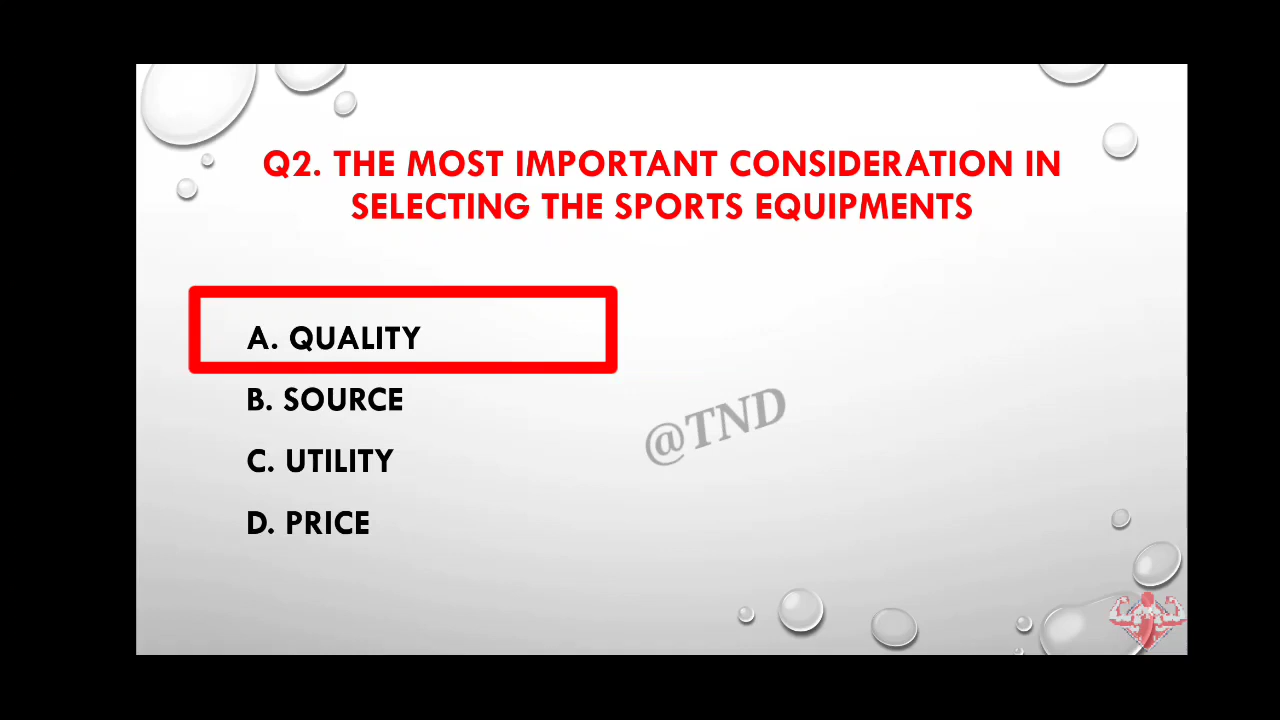 Q2. THE MOST IMPORTANT CONSIDERATION IN
SELECTING THE SPORTS EQUIPMENTS
A. QUALITY
B. SOURCE
C. UTILITY
D. PRICE
@TND